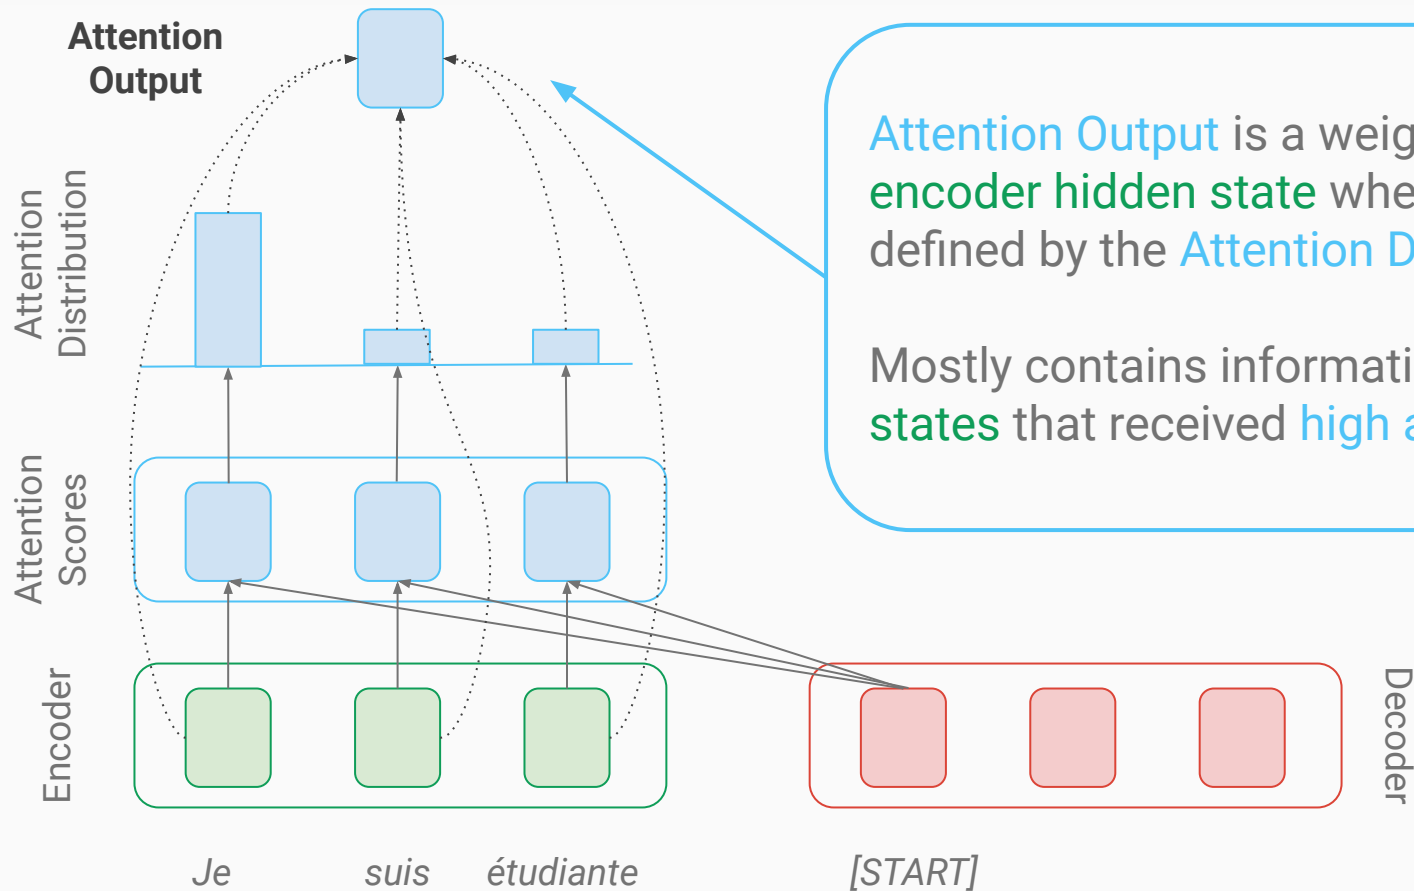 Attention
Output
Attention Output is a weig
encoder hidden state whe
defined by the Attention D
Mostly contains informati
states that received high a
Attention
Distribution
Attention
Scores
Encoder
Decoder
Je suis étudiante [START]